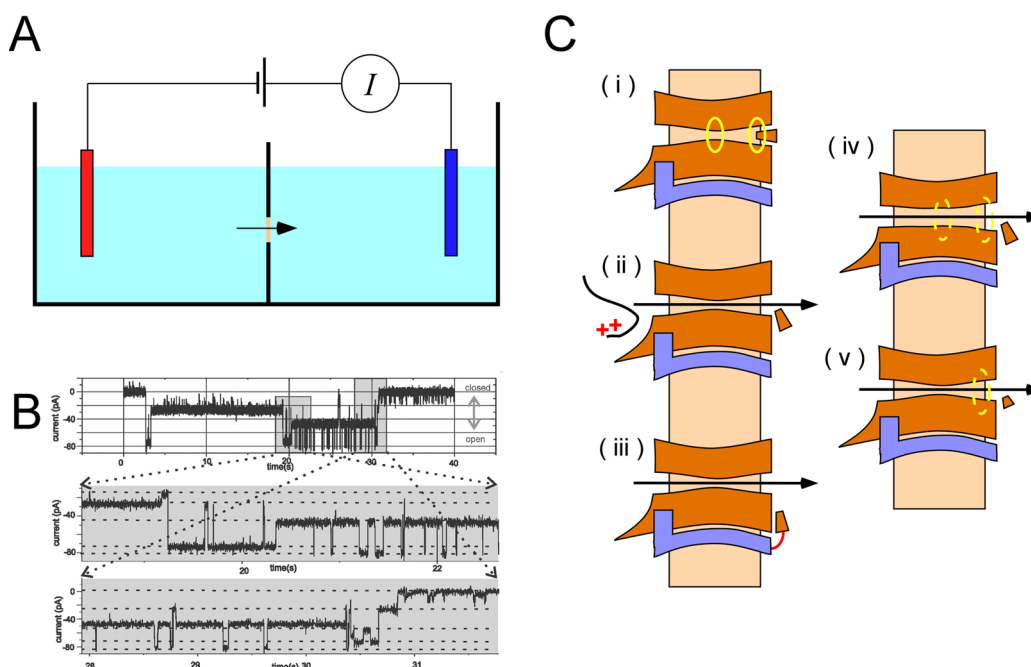 A
I
B
current (pA)
0
-40
-80
closed
open
0
10
20
30
40
time(s)
current (pA)
-40
-80
20
22
time(s)
current (pA)
0
-40
-80
28
29
30
31
time(s)
C
( i )
( ii )
++
( iii )
( iv )
( v )